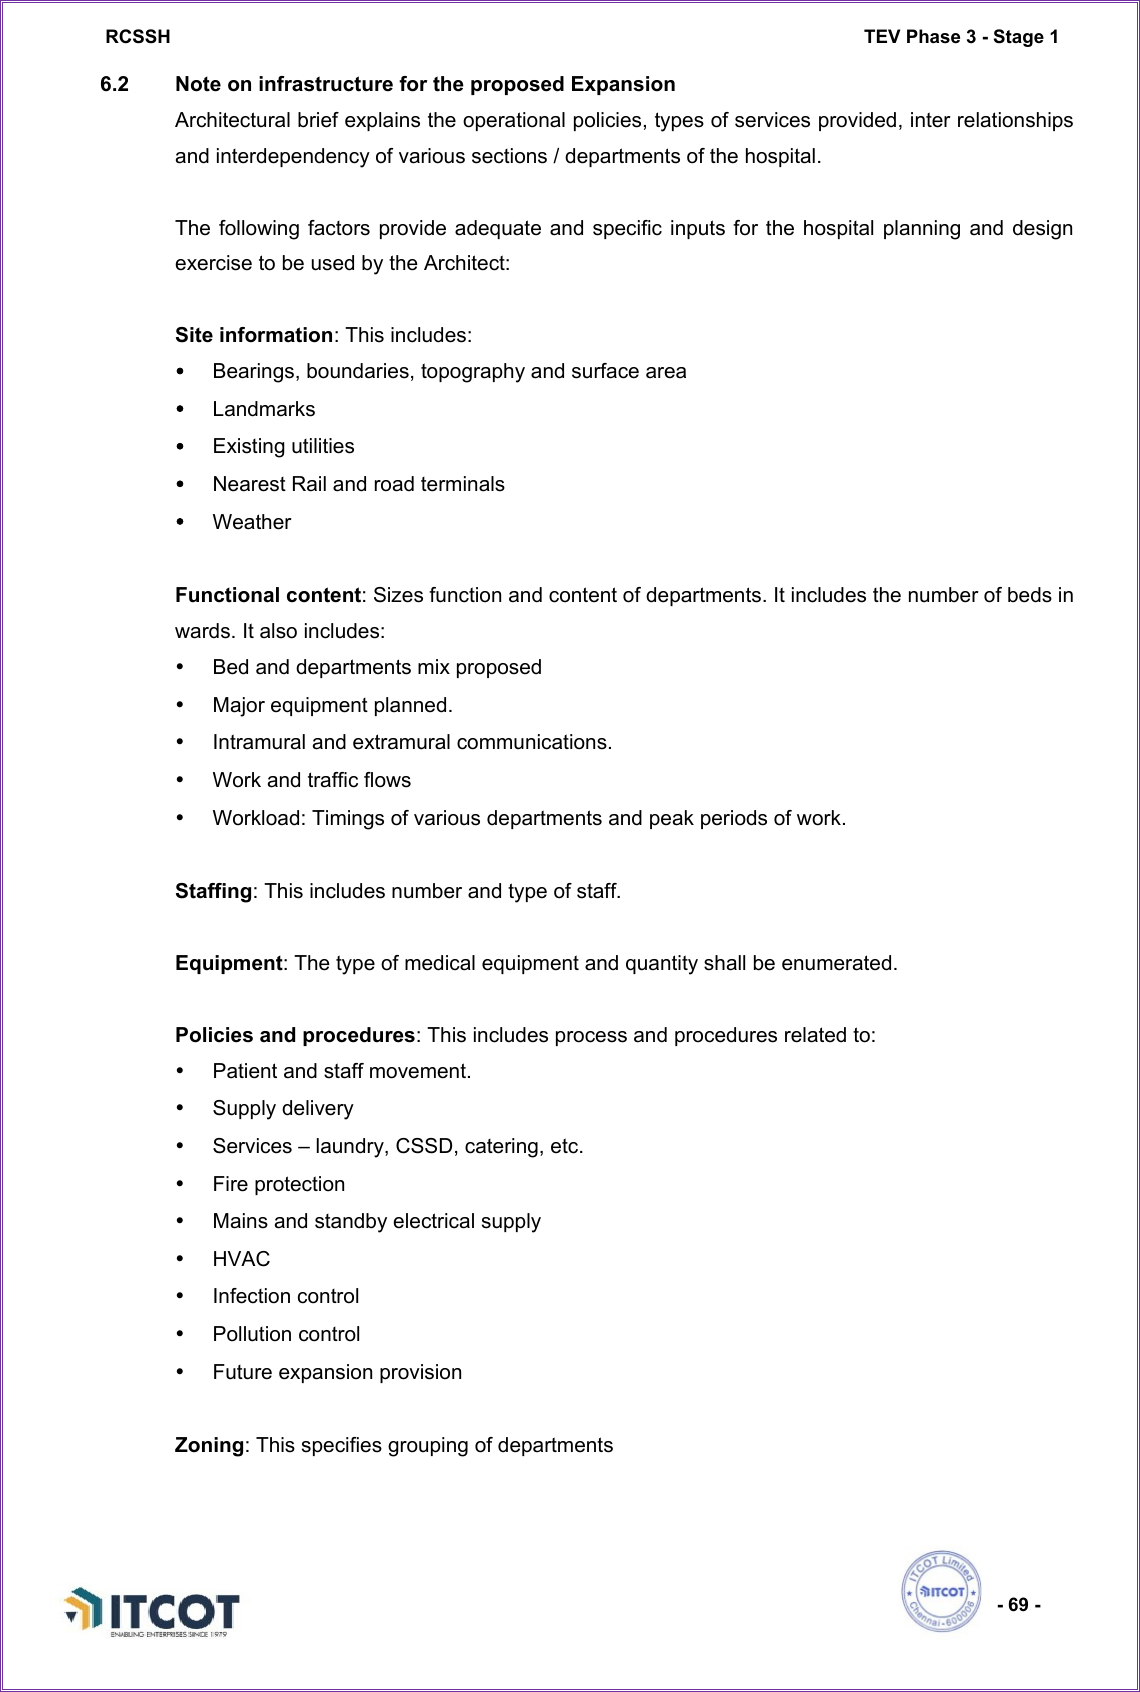 RCSSH TEV Phase 3 - Stage 1
6.2 Note on infrastructure for the proposed Expansion
Architectural brief explains the operational policies, types of services provided, inter relationships
and interdependency of various sections / departments of the hospital.
The following factors provide adequate and specific inputs for the hospital planning and design
exercise to be used by the Architect:
Site information: This includes:
• Bearings, boundaries, topography and surface area
• Landmarks
• Existing utilities
• Nearest Rail and road terminals
• Weather
Functional content: Sizes function and content of departments. It includes the number of beds in
wards. It also includes:
• Bed and departments mix proposed
• Major equipment planned.
• Intramural and extramural communications.
• Work and traffic flows
• Workload: Timings of various departments and peak periods of work.
Staffing: This includes number and type of staff.
Equipment: The type of medical equipment and quantity shall be enumerated.
Policies and procedures: This includes process and procedures related to:
• Patient and staff movement.
• Supply delivery
• Services – laundry, CSSD, catering, etc.
• Fire protection
• Mains and standby electrical supply
• HVAC
• Infection control
• Pollution control
• Future expansion provision
Zoning: This specifies grouping of departments
ITCOT
ENABLING ENTERPRISES SINCE 1979
ITCOT Limited
ITCOT
Chennai-600006
- 69 -